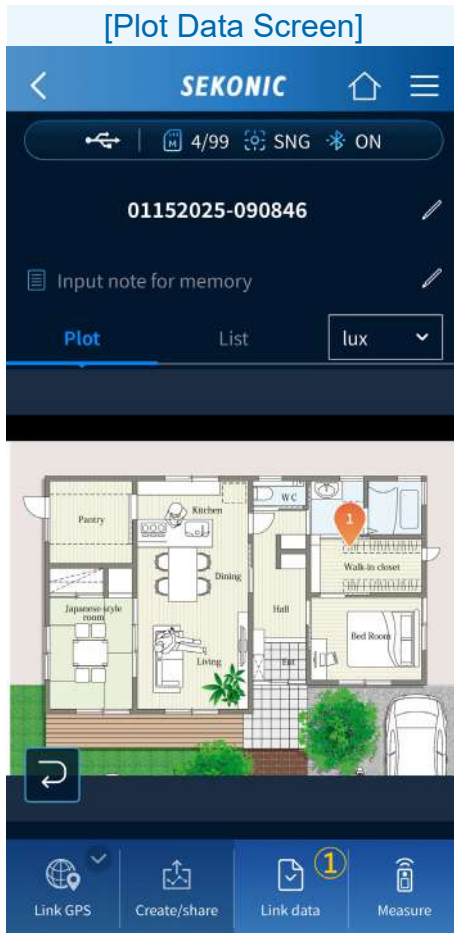 [Plot Data Screen]
SEKONIC
M 4/99 SNG ON
01152025-090846
Input note for memory
Plot List lux
Pantry
Kitchen
WC
1
Walk-in closet
Dining
Japanese-style
room
Hall
Bed Room
Living
Ent
①
Link GPS Create/share Link data Measure